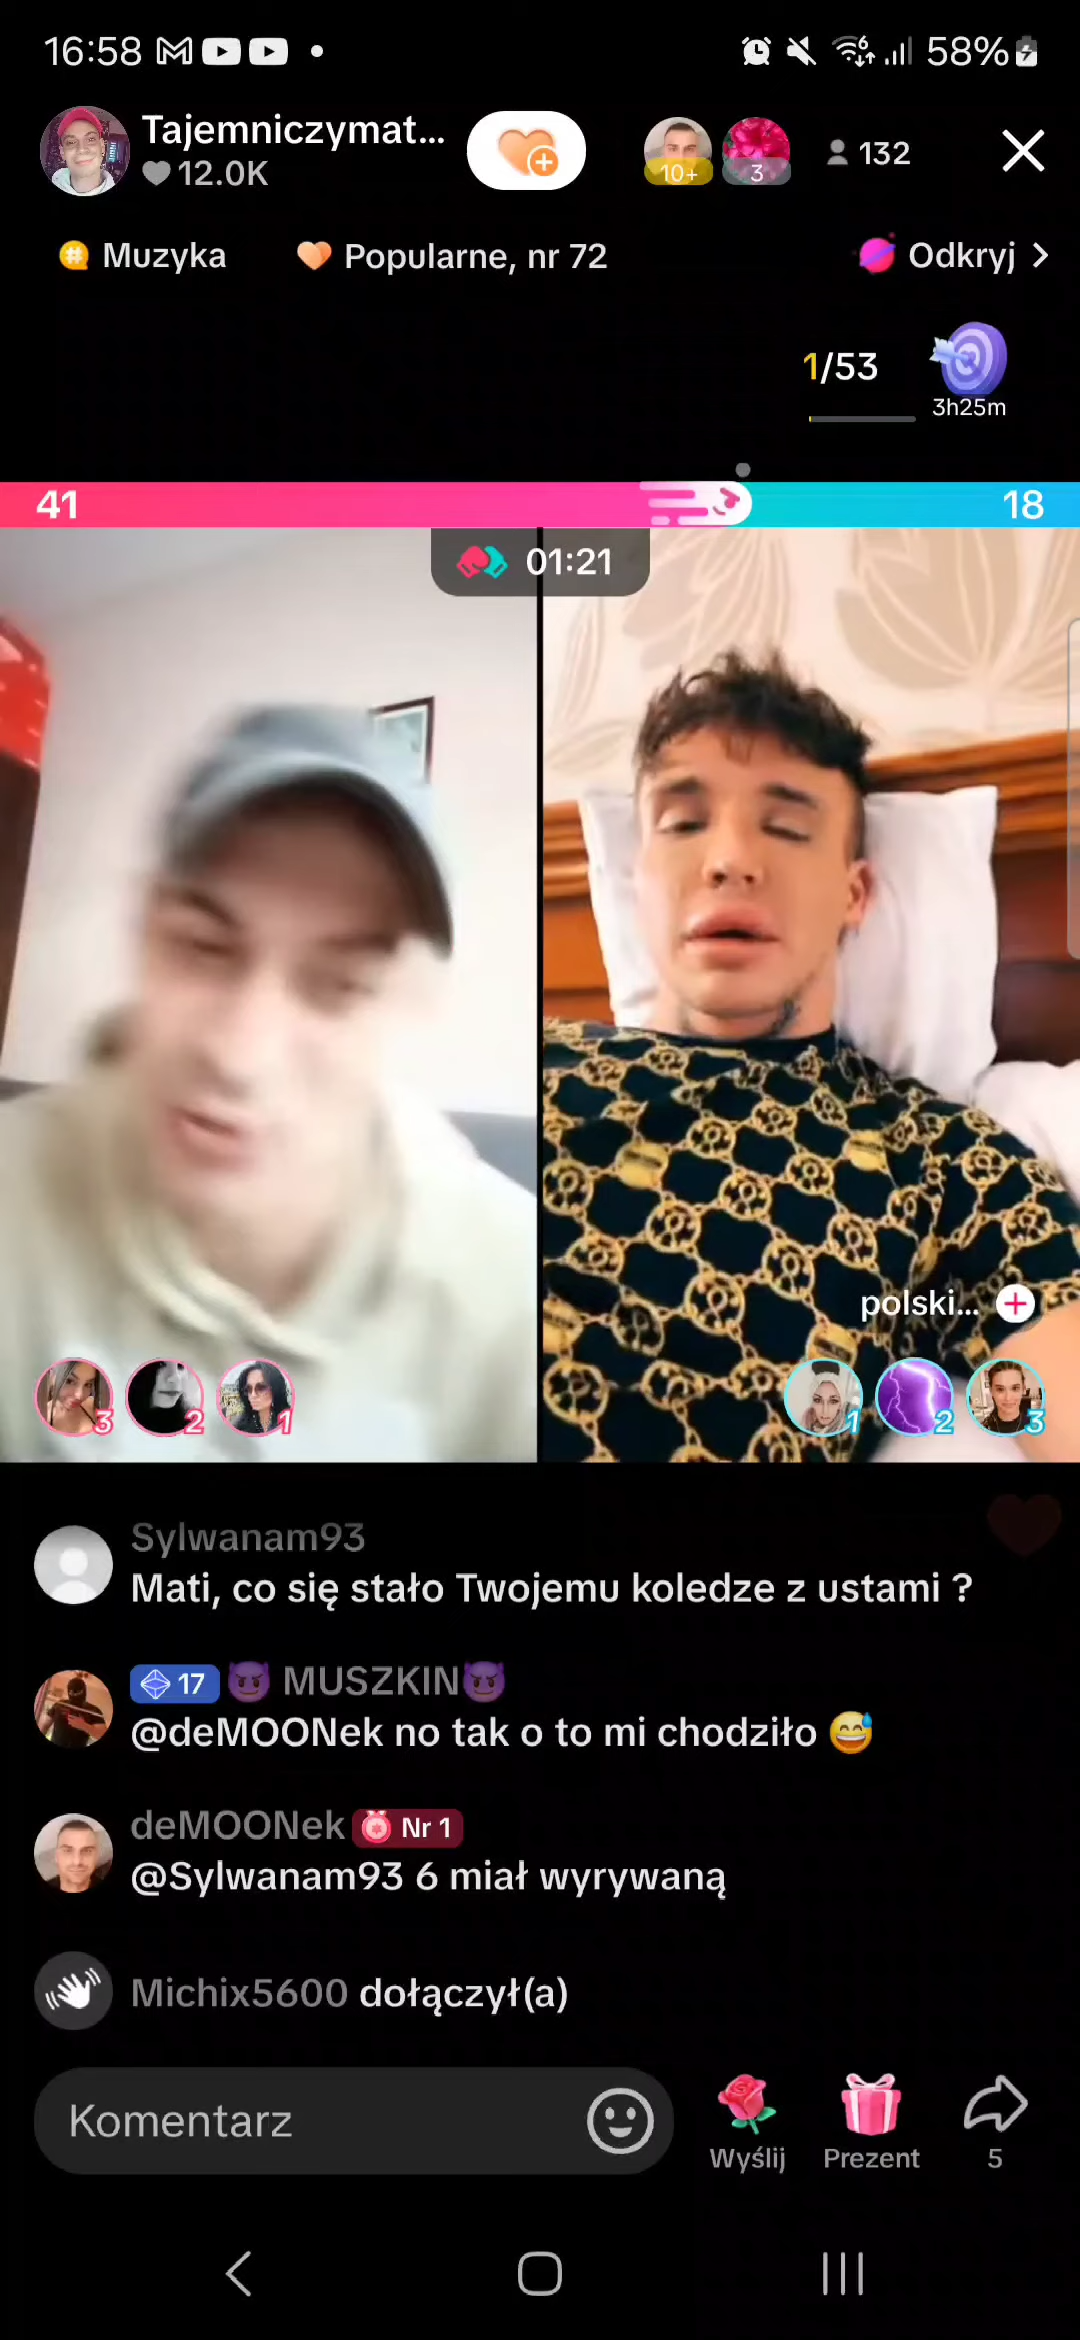 16:58
58%
Tajemniczymat...
12.0K
10+
3
132
Muzyka
Popularne, nr 72
Odkryj >
1/53
3h25m
41
18
01:21
polski...
3
2
1
1
2
3
Sylwanam93
Mati, co się stało Twojemu koledze z ustami ?
17 😈 MUSZKIN😈
@deMOONek no tak o to mi chodziło 😅
deMOONek Nr 1
@Sylwanam93 6 miał wyrywaną
Michix5600 dołączył(a)
Komentarz
Wyślij
Prezent
5